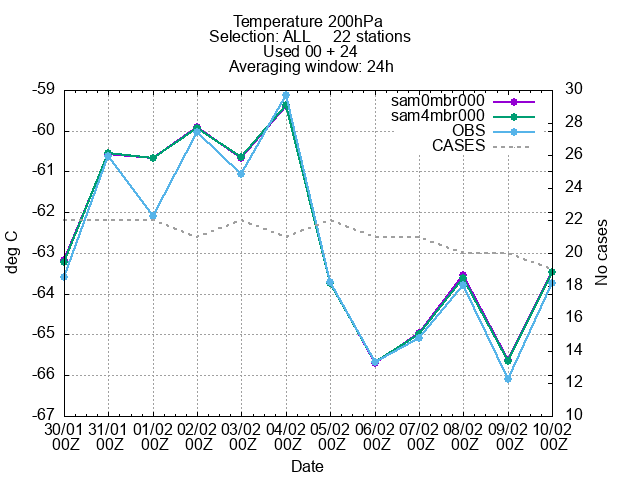 Temperature 200hPa
Selection: ALL     22 stations
Used 00 + 24
Averaging window: 24h
sam0mbr000
sam4mbr000
OBS
CASES
-59
-60
-61
-62
-63
-64
-65
-66
-67
deg C
30
28
26
24
22
20
18
16
14
12
10
No cases
30/01 31/01 01/02 02/02 03/02 04/02 05/02 06/02 07/02 08/02 09/02 10/02
00Z 00Z 00Z 00Z 00Z 00Z 00Z 00Z 00Z 00Z 00Z 00Z
Date